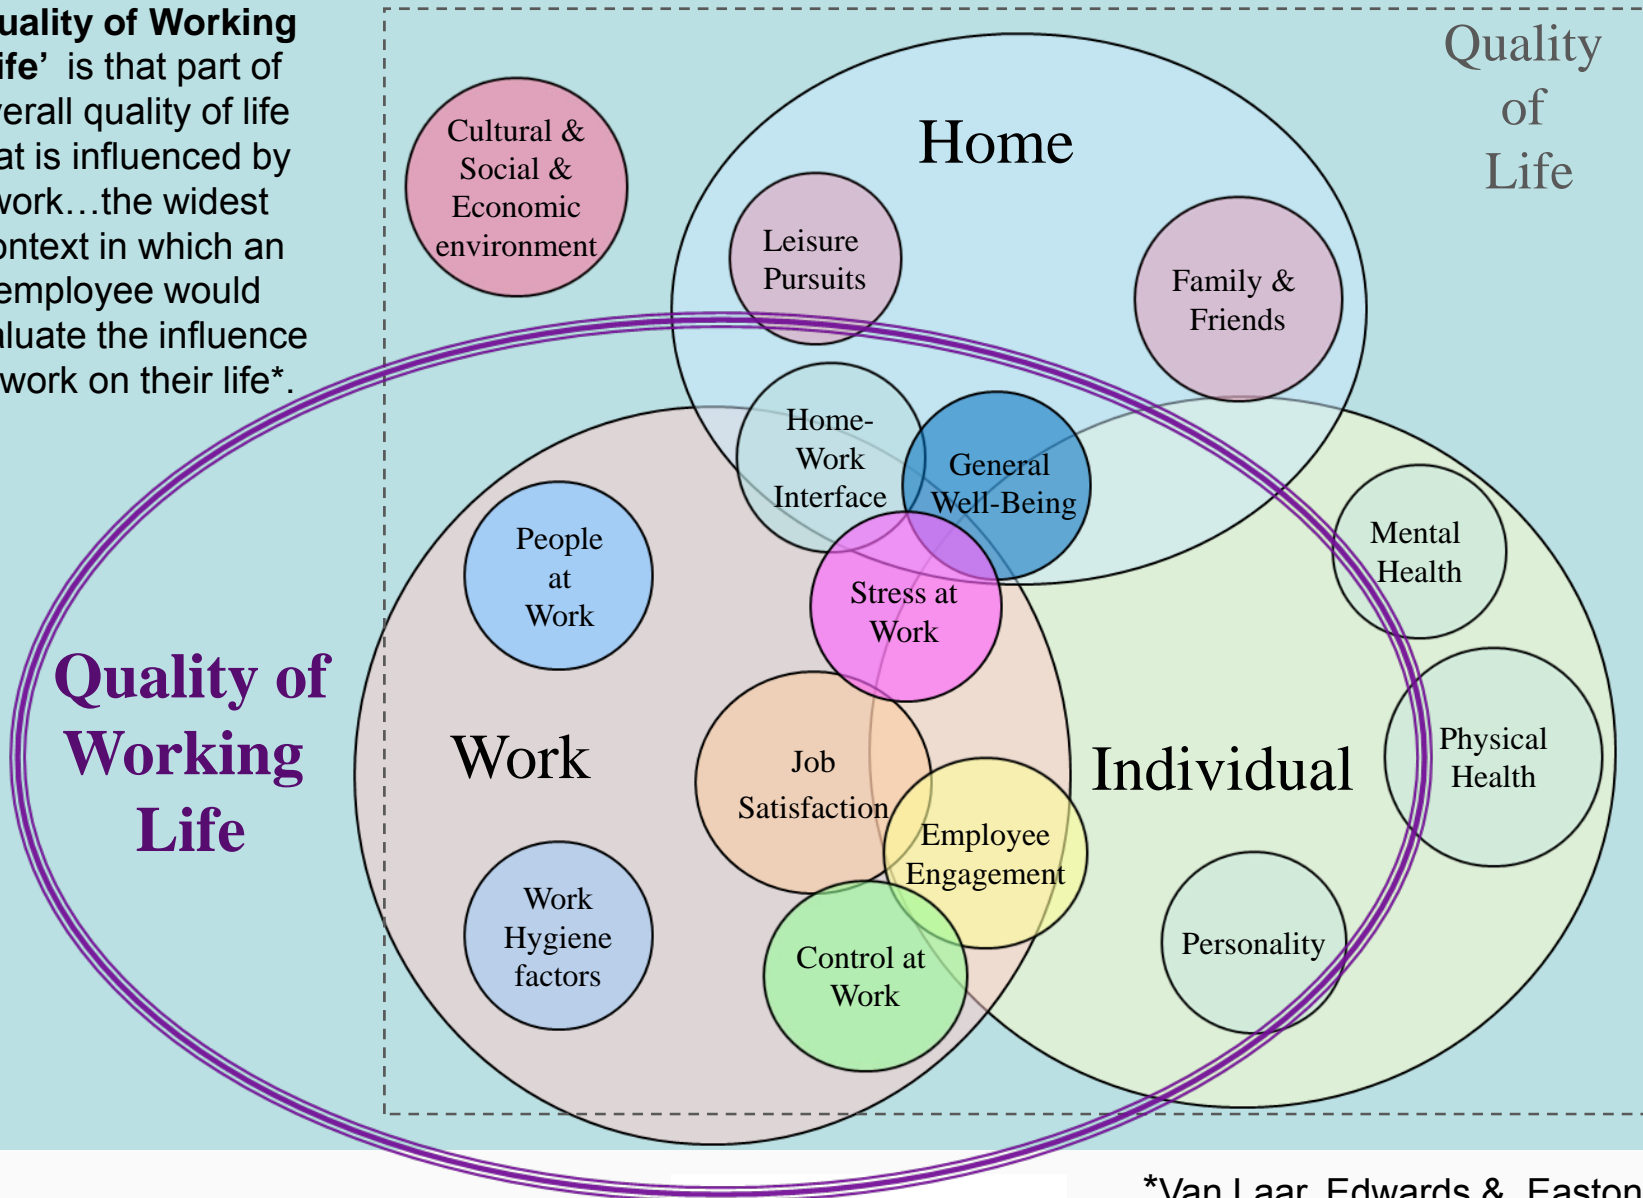 uality of Working
ife’ is that part of
verall quality of life
at is influenced by
work…the widest
ontext in which an
employee would
aluate the influence
work on their life*.
Quality
of
Life
Cultural &
Social &
Economic
environment
Home
Leisure
Pursuits
Family &
Friends
Home-
Work
Interface
General
Well-Being
People
at
Work
Stress at
Work
Mental
Health
Quality of
Working
Life
Work
Job
Satisfaction
Individual
Physical
Health
Employee
Engagement
Work
Hygiene
factors
Control at
Work
Personality
*Van Laar, Edwards & Easton